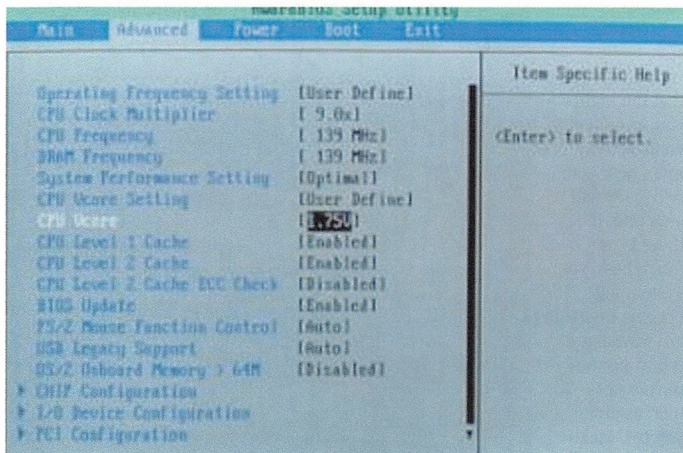 AwardBIOS Setup Utility
Main Advanced Power Boot Exit
Item Specific Help
<Enter> to select.
Operating Frequency Setting [User Define]
CPU Clock Multiplier [ 9.0x]
CPU Frequency [ 139 MHz]
DRAM Frequency [ 139 MHz]
System Performance Setting [Optimal]
CPU Vcore Setting [User Define]
CPU Vcore [1.75V]
CPU Level 1 Cache [Enabled]
CPU Level 2 Cache [Enabled]
CPU Level 2 Cache ECC Check [Disabled]
BIOS Update [Enabled]
PS/2 Mouse Function Control [Auto]
USB Legacy Support [Auto]
OS/2 Onboard Memory > 64M [Disabled]
CHIP Configuration
I/O Device Configuration
PCI Configuration